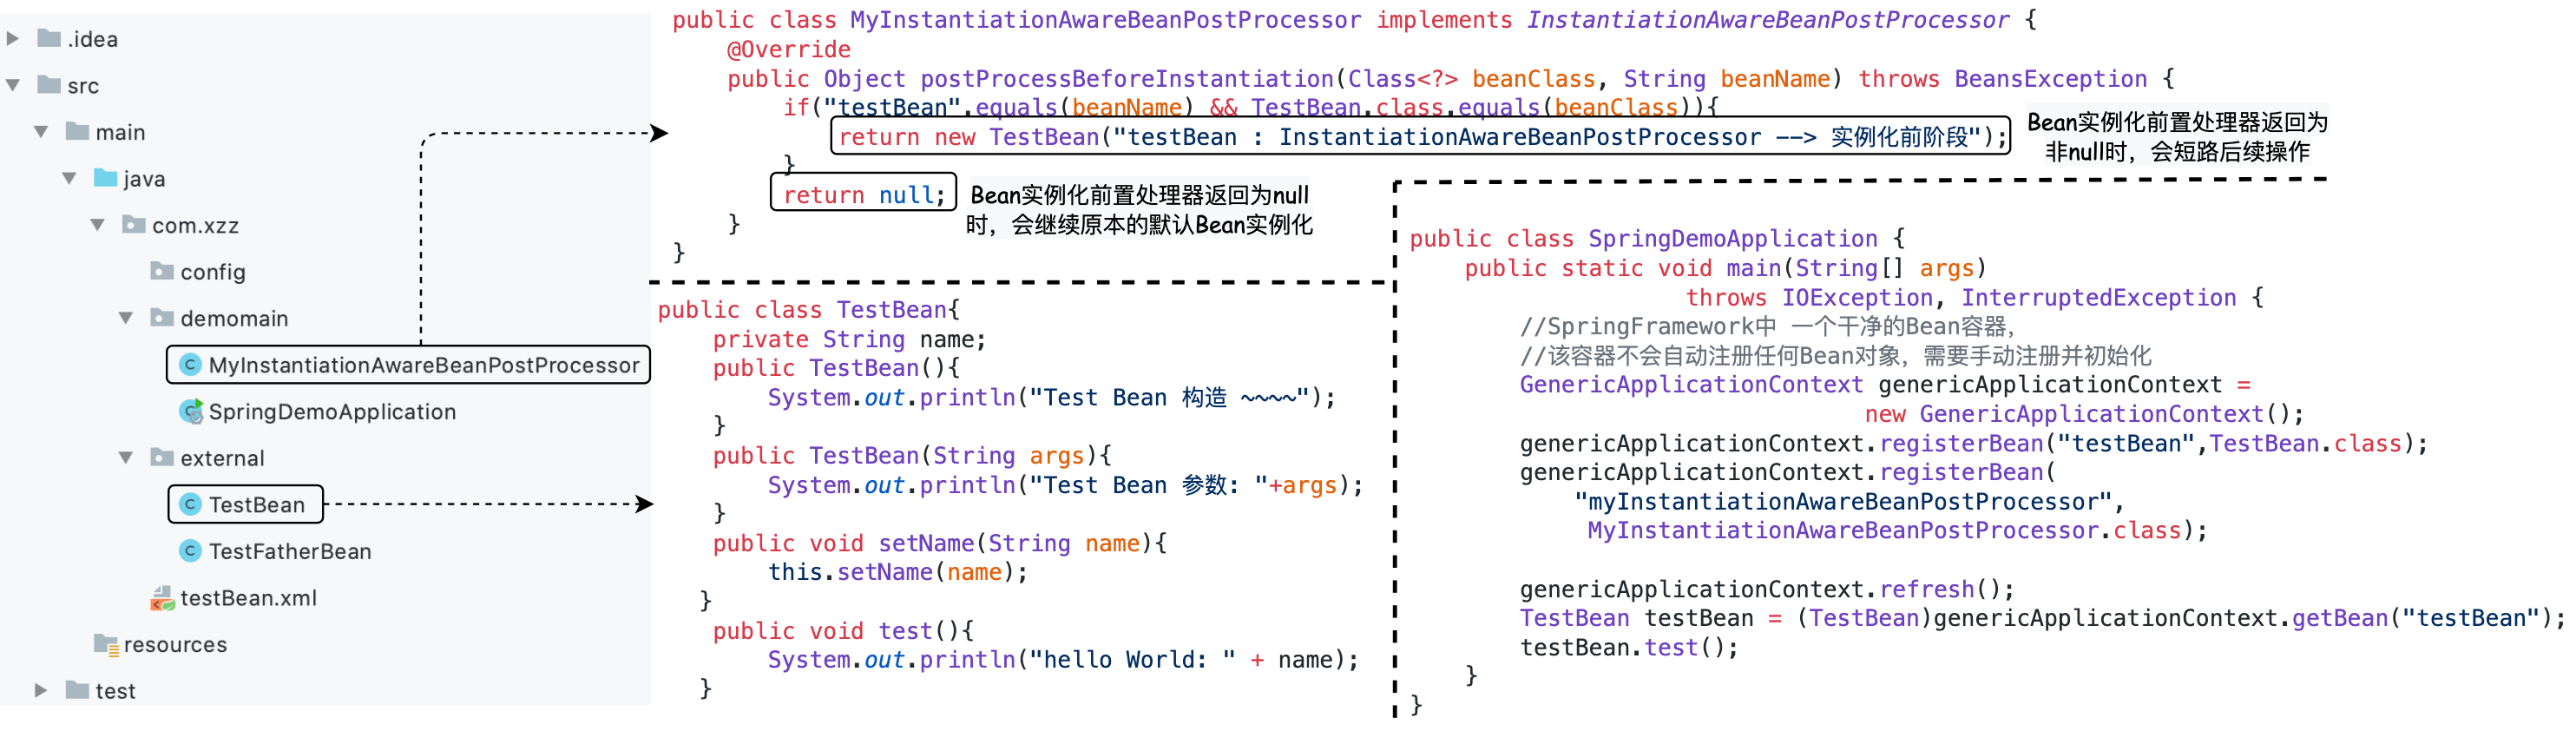 .idea
src
main
java
com.xzz
config
demomain
MyInstantiationAwareBeanPostProcessor
SpringDemoApplication
external
TestBean
TestFatherBean
testBean.xml
resources
test
public class MyInstantiationAwareBeanPostProcessor implements InstantiationAwareBeanPostProcessor {
@Override
public Object postProcessBeforeInstantiation(Class<?> beanClass, String beanName) throws BeansException {
if("testBean".equals(beanName) && TestBean.class.equals(beanClass)){
return new TestBean("testBean : InstantiationAwareBeanPostProcessor --> 实例化前阶段");
}
return null;
}
}
Bean实例化前置处理器返回为
非null时，会短路后续操作
Bean实例化前置处理器返回为null
时，会继续原本的默认Bean实例化
public class TestBean{
private String name;
public TestBean(){
System.out.println("Test Bean 构造 ~~~~");
}
public TestBean(String args){
System.out.println("Test Bean 参数: "+args);
}
public void setName(String name){
this.setName(name);
}
public void test(){
System.out.println("hello World: " + name);
}
public class SpringDemoApplication {
public static void main(String[] args)
throws IOException, InterruptedException {
//SpringFramework中 一个干净的Bean容器，
//该容器不会自动注册任何Bean对象，需要手动注册并初始化
GenericApplicationContext genericApplicationContext =
new GenericApplicationContext();
genericApplicationContext.registerBean("testBean",TestBean.class);
genericApplicationContext.registerBean(
"myInstantiationAwareBeanPostProcessor",
MyInstantiationAwareBeanPostProcessor.class);
genericApplicationContext.refresh();
TestBean testBean = (TestBean)genericApplicationContext.getBean("testBean");
testBean.test();
}
}